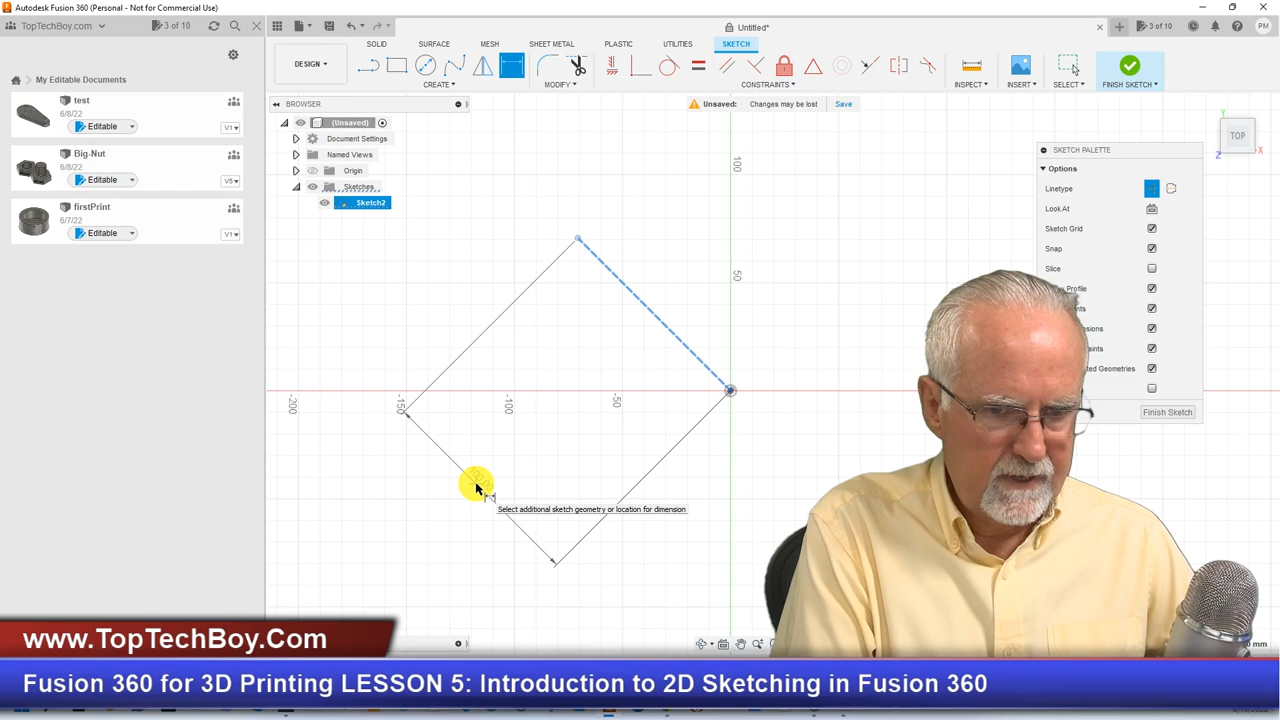 Autodesk Fusion 360 (Personal - Not for Commercial Use)
TopTechBoy.com
3 of 10
Untitled*
3 of 10
PM
DESIGN
SOLID
SURFACE
MESH
SHEET METAL
PLASTIC
UTILITIES
SKETCH
CREATE
MODIFY
CONSTRAINTS
INSPECT
INSERT
SELECT
FINISH SKETCH
My Editable Documents
test
6/8/22
Editable
V1
Big-Nut
6/8/22
Editable
V5
firstPrint
6/7/22
Editable
V1
BROWSER
(Unsaved)
Document Settings
Named Views
Origin
Sketches
Sketch2
Unsaved:
Changes may be lost
Save
Y
TOP
X
Z
SKETCH PALETTE
Options
Linetype
Look At
Sketch Grid
Snap
Slice
Profile
Finish Sketch
100
50
-50
-100
-150
-200
Select additional sketch geometry or location for dimension
mm
www.TopTechBoy.Com
Fusion 360 for 3D Printing LESSON 5: Introduction to 2D Sketching in Fusion 360